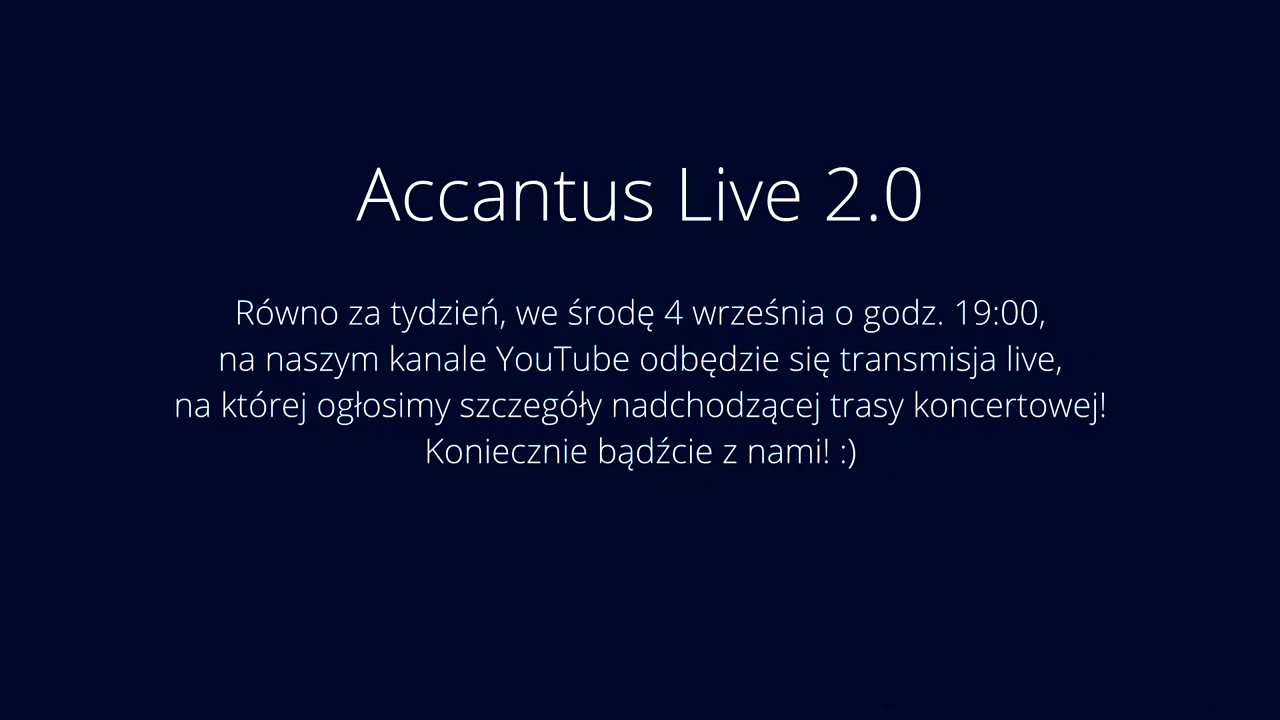 Accantus Live 2.0
Równo za tydzień, we środę 4 września o godz. 19:00,
na naszym kanale YouTube odbędzie się transmisja live,
na której ogłosimy szczegóły nadchodzącej trasy koncertowej!
Koniecznie bądźcie z nami! :)